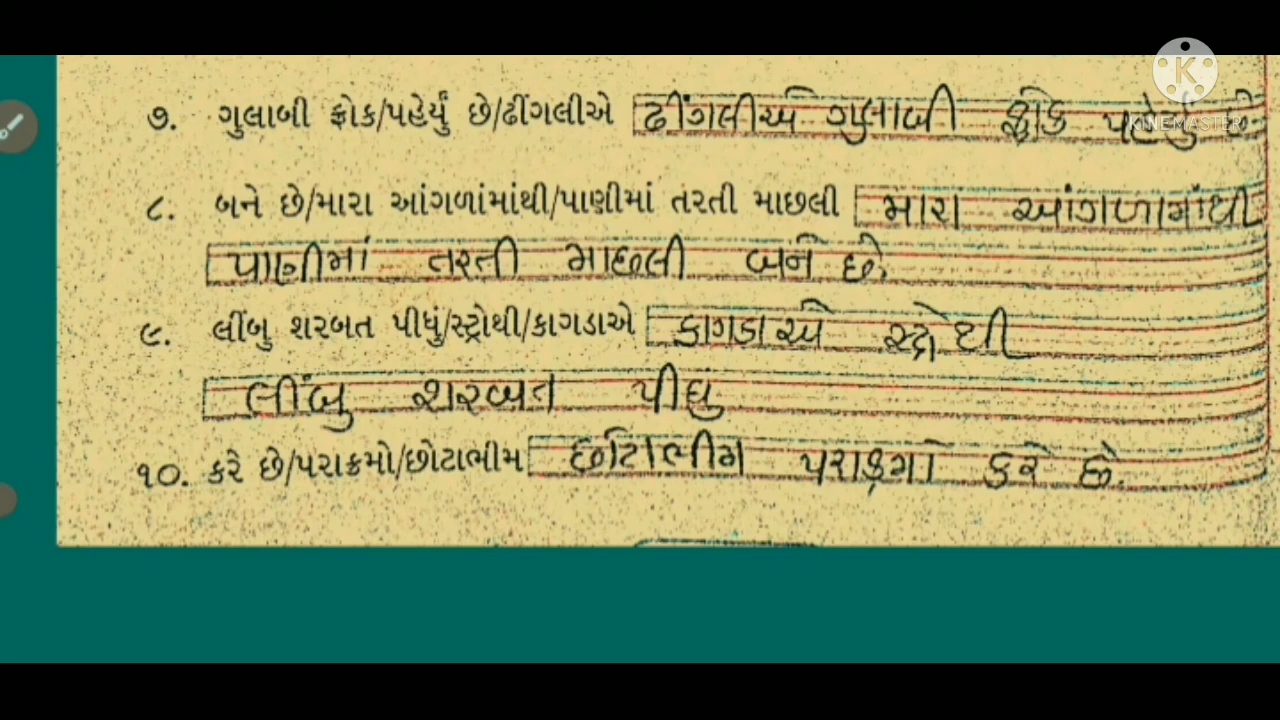 ૭. ગુલાબી ફ્રોક/પહેર્યું છે/ઢીંગલીએ ઢીંગલીએ ગુલાબી ફ્રોક પહેર્યું છે
KINEMASTER
૮. બને છે/મારા આંગળાંમાંથી/પાણીમાં તરતી માછલી મારા આંગળામાંથી
પાણીમાં તરતી માછલી બને છે.
૯. લીંબુ શરબત પીધું/સ્ટ્રોથી/કાગડાએ કાગડાએ સ્ટ્રોથી
લીંબુ શરબત પીધુ
૧૦. કરે છે/પરાક્રમો/છોટાભીમ છોટાભીમ પરાક્રમો કરે છે.